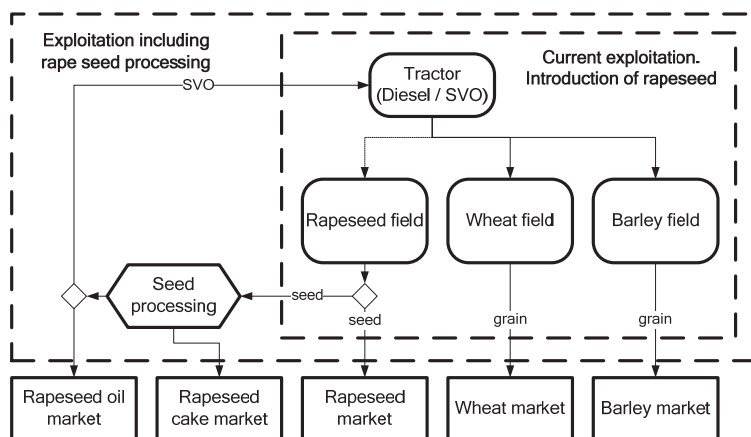 Exploitation including
rape seed processing
Current exploitation.
Introduction of rapeseed
SVO
Tractor
(Diesel / SVO)
Rapeseed field
Wheat field
Barley field
Seed
processing
seed
seed
grain
grain
Rapeseed oil
market
Rapeseed
cake market
Rapeseed
market
Wheat market
Barley market